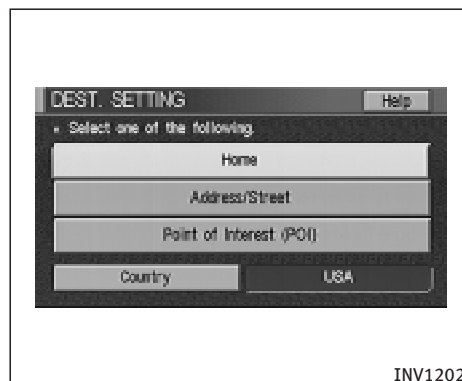 DEST. SETTING Help
Select one of the following.
Home
Address/Street
Point of Interest (POI)
Country USA
INV1202